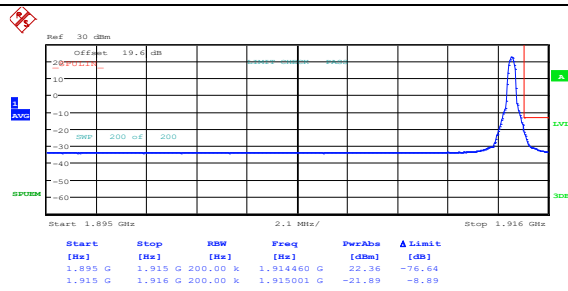 R S
Ref 30 dBm
Offset 19.6 dB
20
LIMIT CHECK PASS
A
10
0
1
AVG
-10
LVL
-20
SWP 200 of 200
-30
-40
-50
SPURM
-60
3DB
Start 1.895 GHz 2.1 MHz/ Stop 1.916 GHz
Start Stop RBW Freq PwrAbs Δ Limit
[Hz] [Hz] [Hz] [Hz] [dBm] [dB]
1.895 G 1.915 G 200.00 k 1.914460 G 22.36 -76.64
1.915 G 1.916 G 200.00 k 1.915001 G -21.89 -8.89